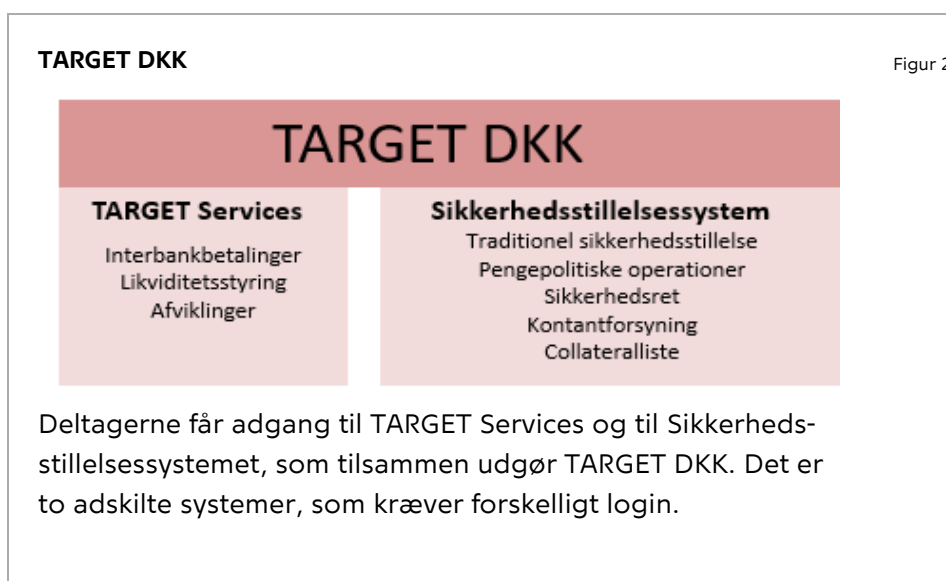 TARGET DKK
Figur 2
TARGET DKK
TARGET Services
Interbankbetalinger
Likviditetsstyring
Afviklinger
Sikkerhedsstillelsessystem
Traditionel sikkerhedsstillelse
Pengepolitiske operationer
Sikkerhedsret
Kontantforsyning
Collateralliste
Deltagerne får adgang til TARGET Services og til Sikkerheds-
stillelsessystemet, som tilsammen udgør TARGET DKK. Det er
to adskilte systemer, som kræver forskelligt login.